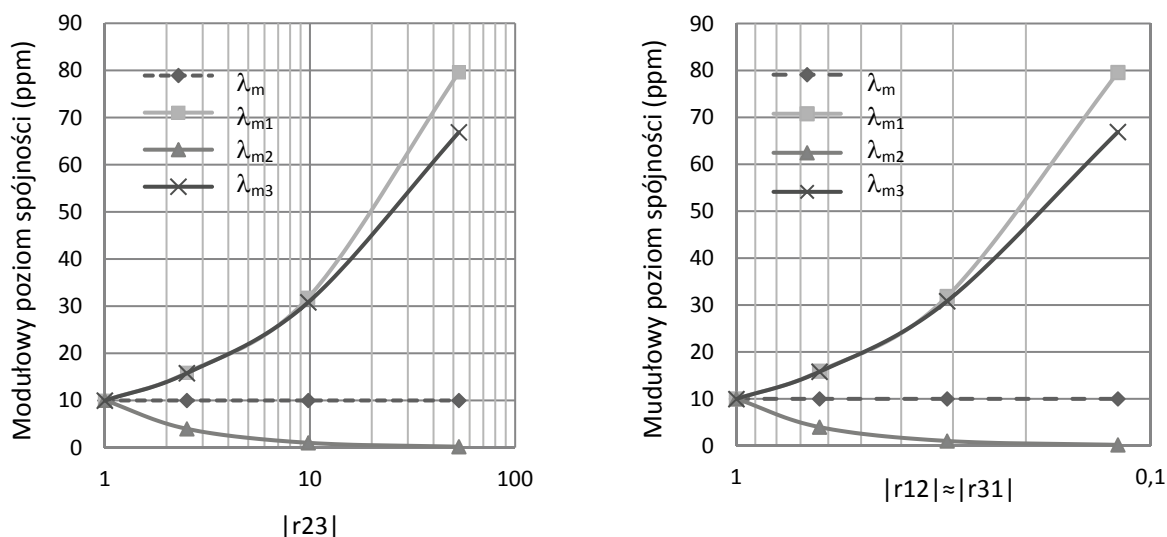 Modułowy poziom spójności (ppm)
90
80
70
60
50
40
30
20
10
0
λm
λm1
λm2
λm3
1
10
100
|r23|
Mudułowy poziom spójności (ppm)
90
80
70
60
50
40
30
20
10
0
λm
λm1
λm2
λm3
1
0,1
|r12|≈|r31|